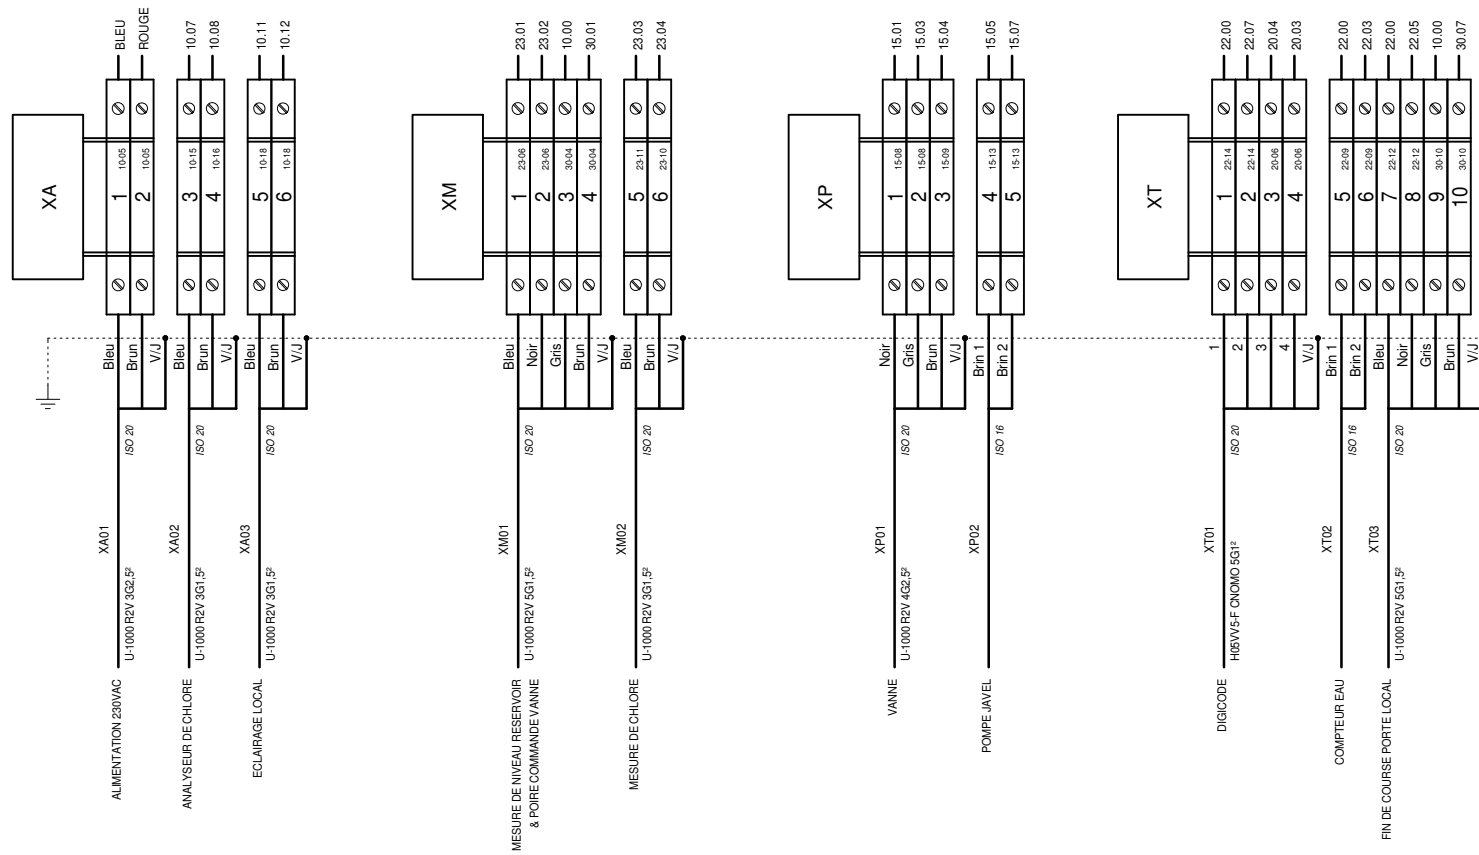 BLEU
ROUGE
10.07
10.08
10.11
10.12
23.01
23.02
10.00
30.01
23.03
23.04
15.01
15.03
15.04
15.05
15.07
22.00
22.07
20.04
20.03
22.00
22.03
22.00
22.05
10.00
30.07
XA
1 10-05
2 10-05
3 10-15
4 10-16
5 10-18
6 10-18
XM
1 23-06
2 23-06
3 30-04
4 30-04
5 23-11
6 23-10
XP
1 15-08
2 15-08
3 15-09
4 15-13
5 15-13
XT
1 22-14
2 22-14
3 20-06
4 20-06
5 22-09
6 22-09
7 22-12
8 22-12
9 30-10
10 30-10
Bleu
Brun
V/J
Bleu
Brun
V/J
Bleu
Brun
V/J
Bleu
Noir
Gris
Brun
V/J
Bleu
Brun
V/J
Noir
Gris
Brun
V/J
Brin 1
Brin 2
1
2
3
4
V/J
Brin 1
Brin 2
Bleu
Noir
Gris
Brun
V/J
ISO 20
ISO 20
ISO 20
ISO 20
ISO 20
ISO 20
ISO 16
ISO 20
ISO 16
ISO 20
XA01
XA02
XA03
XM01
XM02
XP01
XP02
XT01
XT02
XT03
U-1000 R2V 3G2,5²
U-1000 R2V 3G1,5²
U-1000 R2V 3G1,5²
U-1000 R2V 5G1,5²
U-1000 R2V 3G1,5²
U-1000 R2V 4G2,5²
H05VV5-F CNOMO 5G1²
U-1000 R2V 5G1,5²
ALIMENTATION 230VAC
ANALYSEUR DE CHLORE
ECLAIRAGE LOCAL
MESURE DE NIVEAU RESERVOIR
& POIRE COMMANDE VANNE
MESURE DE CHLORE
VANNE
POMPE JAVEL
DIGICODE
COMPTEUR EAU
FIN DE COURSE PORTE LOCAL